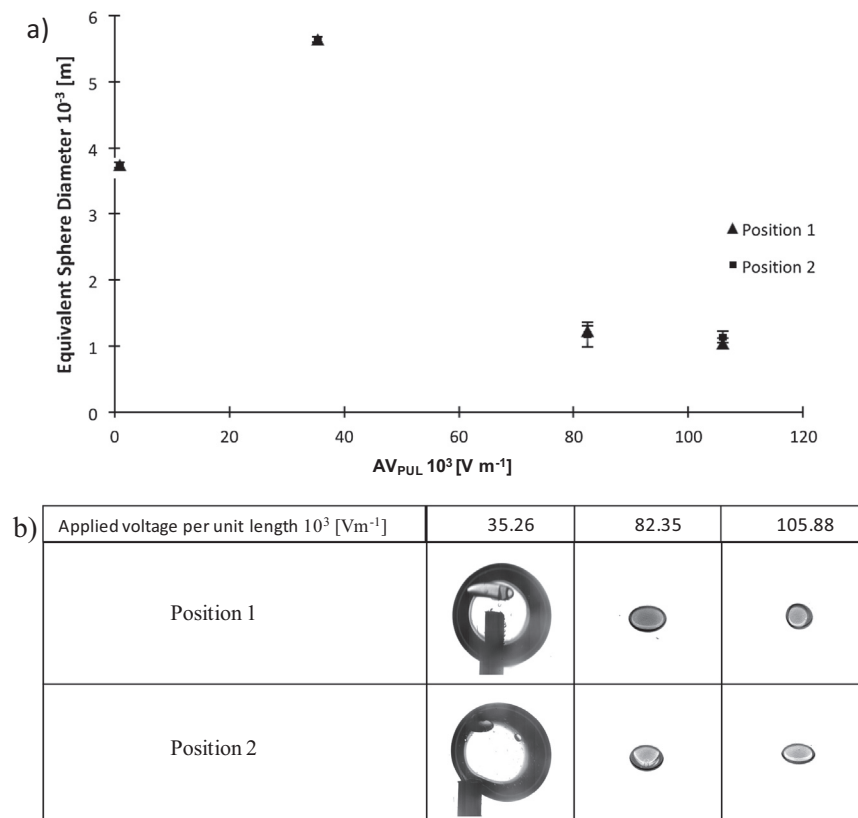 a)
Equivalent Sphere Diameter 10⁻³ [m]
6
5
4
3
2
1
0
0 20 40 60 80 100 120
AV_PUL 10³ [V m⁻¹]
Position 1
Position 2
b)
Applied voltage per unit length 10³ [Vm⁻¹] 35.26 82.35 105.88
Position 1
Position 2